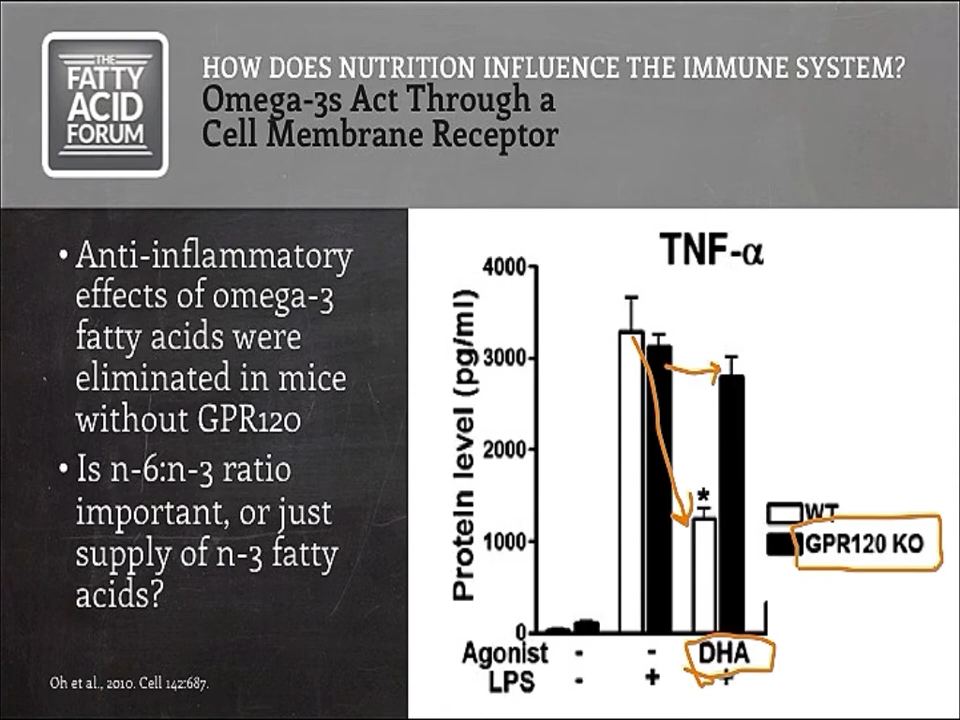 THE
FATTY
ACID
FORUM
HOW DOES NUTRITION INFLUENCE THE IMMUNE SYSTEM?
Omega-3s Act Through a
Cell Membrane Receptor
• Anti-inflammatory
effects of omega-3
fatty acids were
eliminated in mice
without GPR120
• Is n-6:n-3 ratio
important, or just
supply of n-3 fatty
acids?
Oh et al., 2010. Cell 142:687.
TNF-α
Protein level (pg/ml)
4000
3000
2000
1000
0
*
WT
GPR120 KO
Agonist - - DHA
LPS - + - +